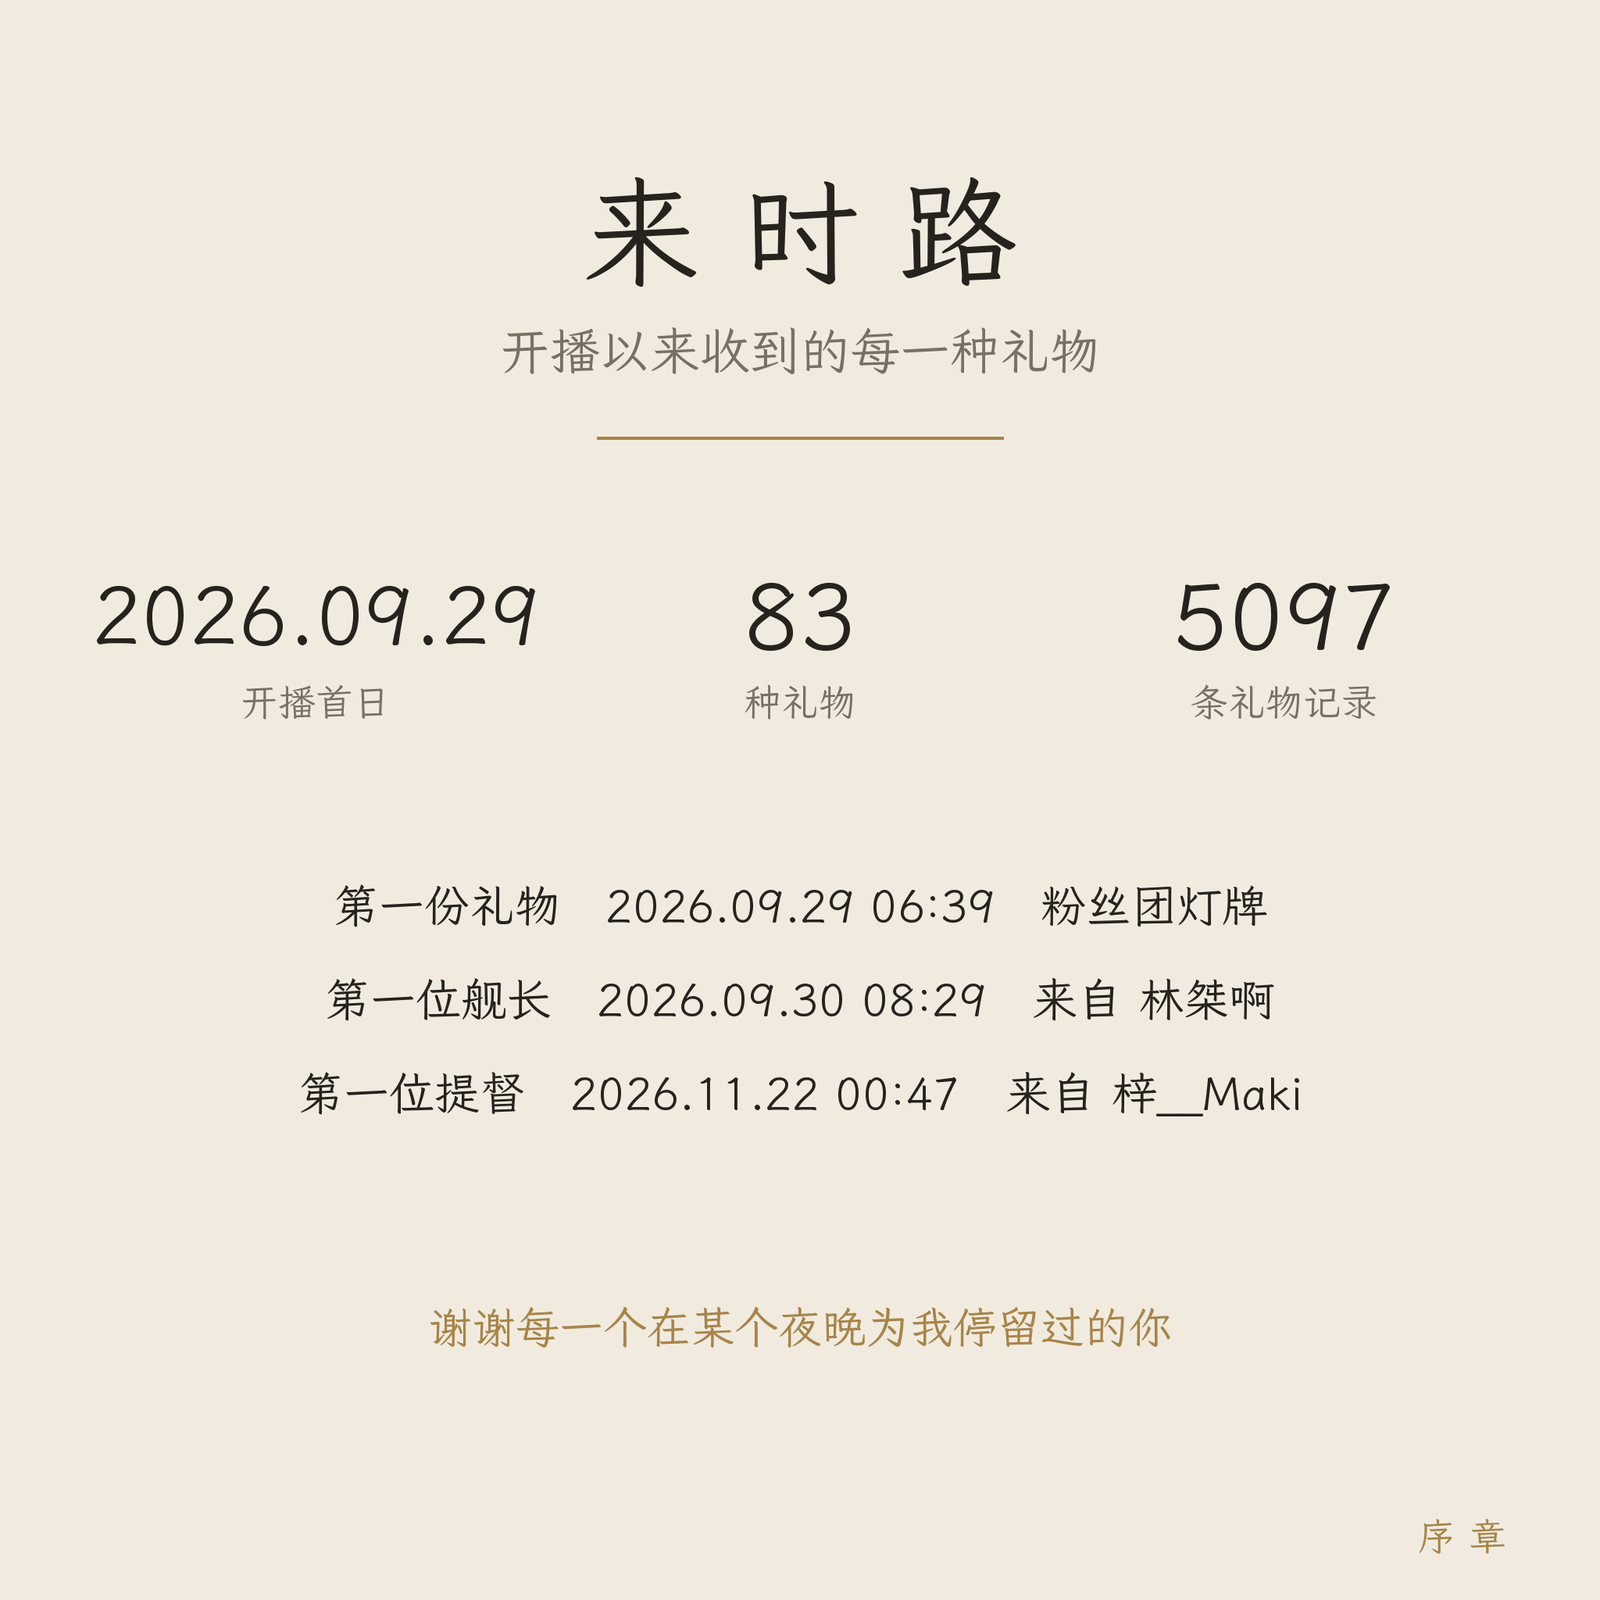 来时路
开播以来收到的每一种礼物
2026.09.29 83 5097
开播首日 种礼物 条礼物记录
第一份礼物 2026.09.29 06:39 粉丝团灯牌
第一位舰长 2026.09.30 08:29 来自 林桀啊
第一位提督 2026.11.22 00:47 来自 梓__Maki
谢谢每一个在某个夜晚为我停留过的你
序章